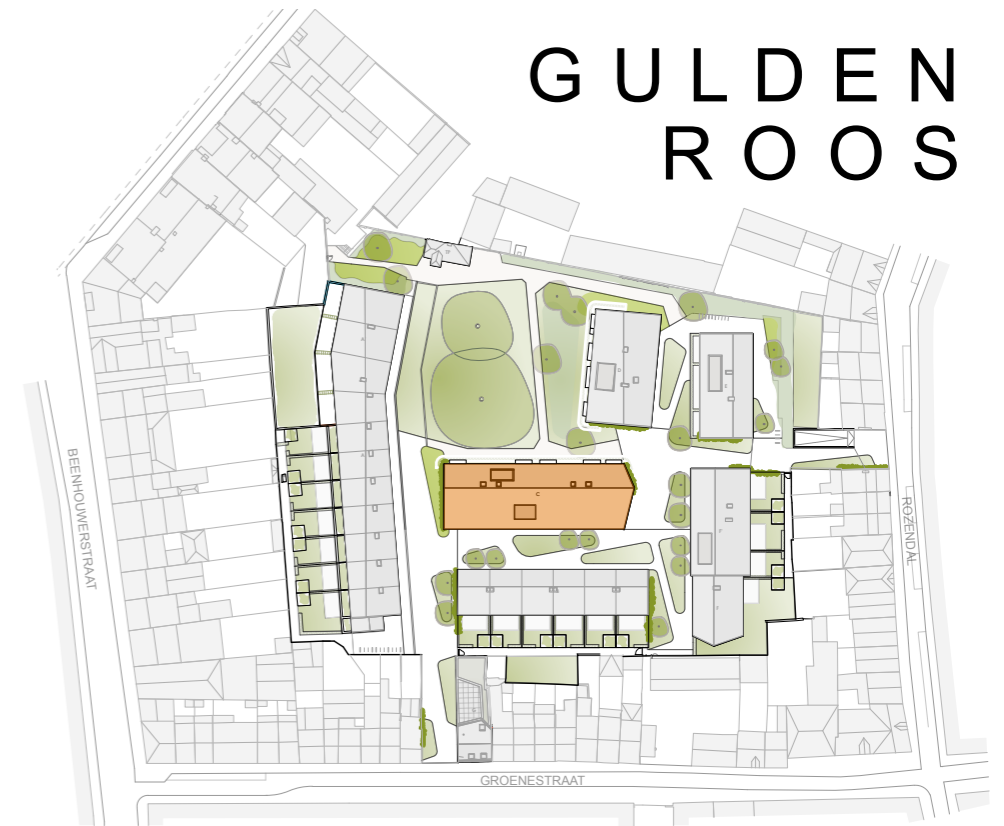 GULDEN
ROOS
BEENHOUWERSTRAAT
ROZENDAL
C
GROENESTRAAT